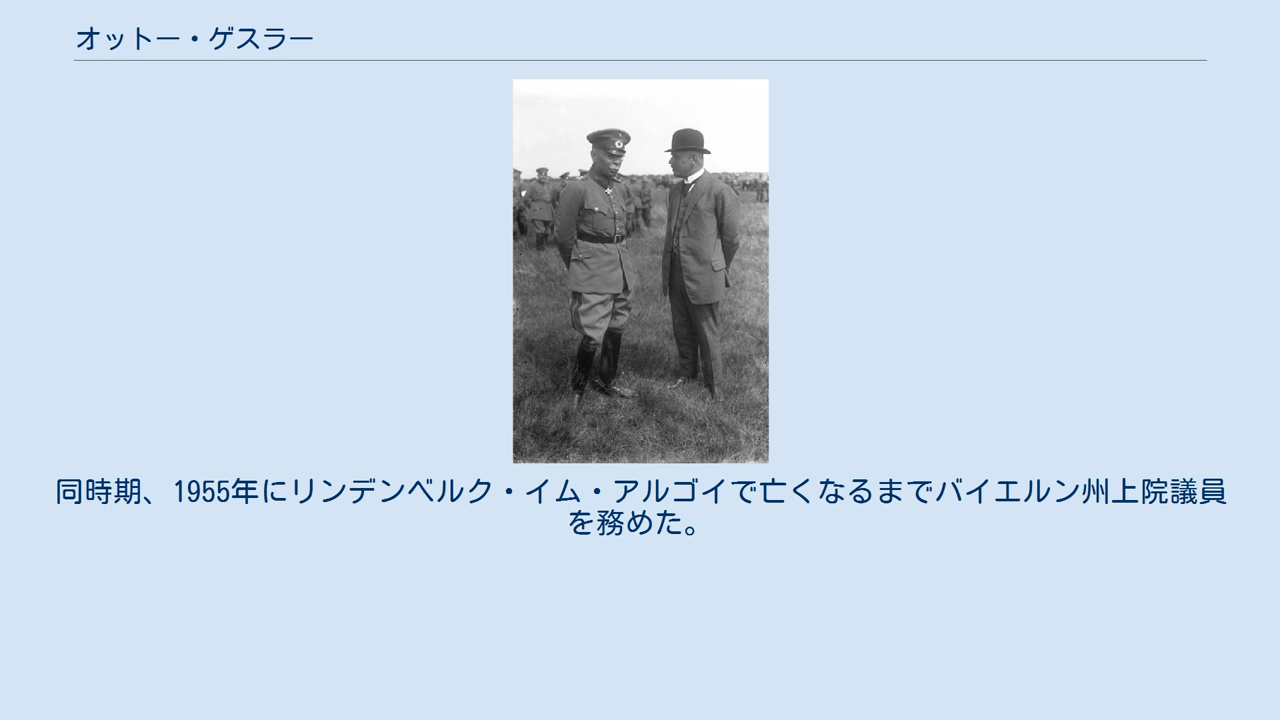 オットー・ゲスラー
同時期、1955年にリンデンベルク・イム・アルゴイで亡くなるまでバイエルン州上院議員
を務めた。